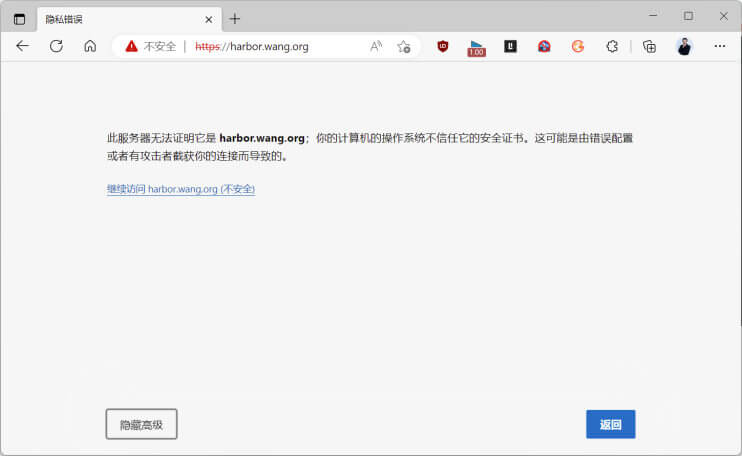 隐私错误
不安全 https://harbor.wang.org
1.00
此服务器无法证明它是 harbor.wang.org；你的计算机的操作系统不信任它的安全证书。这可能是由错误配置
或者有攻击者截获你的连接而导致的。
继续访问 harbor.wang.org (不安全)
隐藏高级
返回